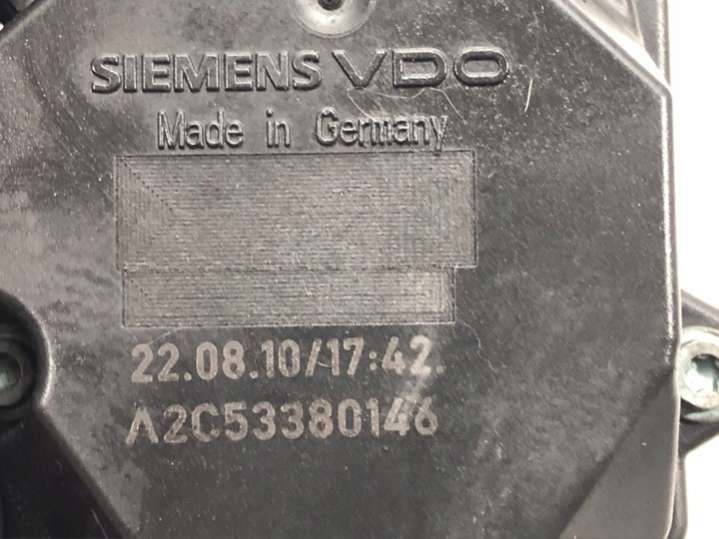 SIEMENS VDO
Made in Germany
22.08.10/17:42
A2C53380146